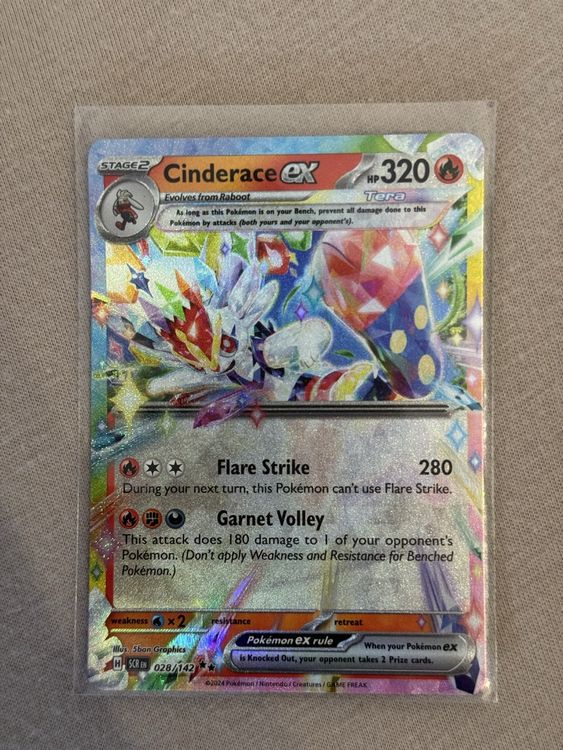 STAGE 2 Cinderace ex HP 320
Evolves from Raboot Tera
As long as this Pokémon is on your Bench, prevent all damage done to this
Pokémon by attacks (both yours and your opponent's).
Flare Strike 280
During your next turn, this Pokémon can't use Flare Strike.
Garnet Volley
This attack does 180 damage to 1 of your opponent's
Pokémon. (Don't apply Weakness and Resistance for Benched
Pokémon.)
weakness ×2 resistance retreat
Illus. 5ban Graphics
Pokémon ex rule When your Pokémon ex
is Knocked Out, your opponent takes 2 Prize cards.
H SCR EN 028/142 ★★
©2024 Pokémon / Nintendo / Creatures / GAME FREAK